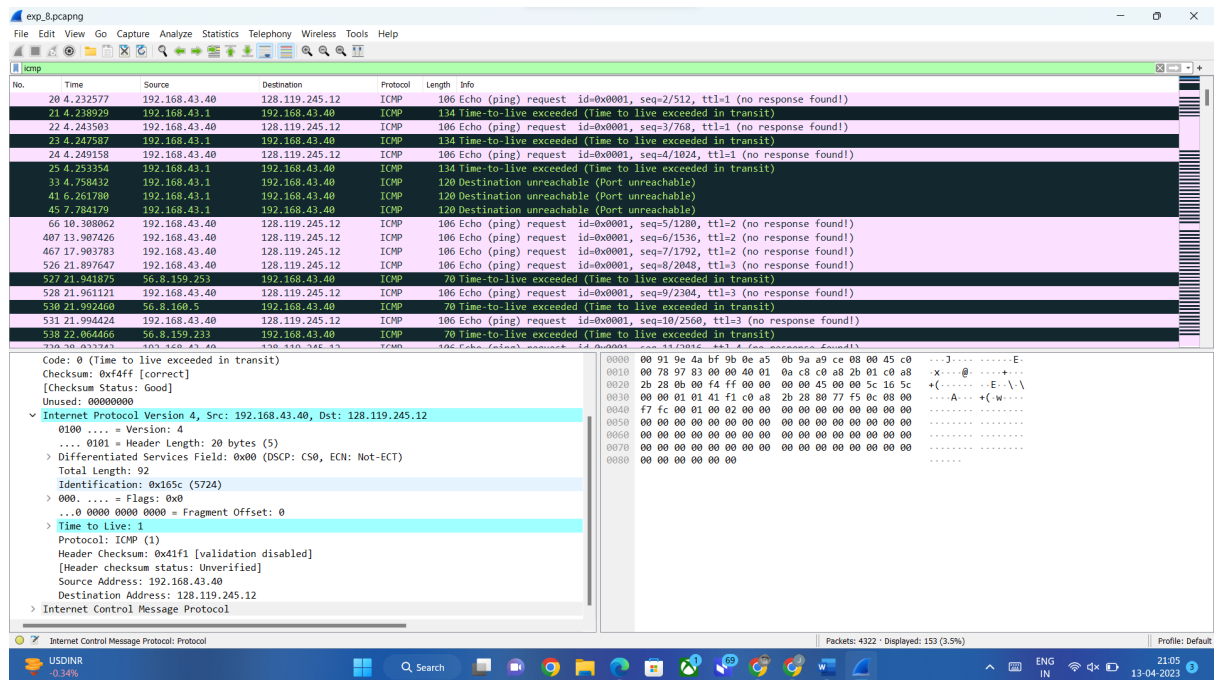 exp_8.pcapng
File Edit View Go Capture Analyze Statistics Telephony Wireless Tools Help
icmp
No. Time Source Destination Protocol Length Info
20 4.232577 192.168.43.40 128.119.245.12 ICMP 106 Echo (ping) request id=0x0001, seq=2/512, ttl=1 (no response found!)
21 4.238929 192.168.43.1 192.168.43.40 ICMP 134 Time-to-live exceeded (Time to live exceeded in transit)
22 4.243503 192.168.43.40 128.119.245.12 ICMP 106 Echo (ping) request id=0x0001, seq=3/768, ttl=1 (no response found!)
23 4.247587 192.168.43.1 192.168.43.40 ICMP 134 Time-to-live exceeded (Time to live exceeded in transit)
24 4.249158 192.168.43.40 128.119.245.12 ICMP 106 Echo (ping) request id=0x0001, seq=4/1024, ttl=1 (no response found!)
25 4.253354 192.168.43.1 192.168.43.40 ICMP 134 Time-to-live exceeded (Time to live exceeded in transit)
33 4.758432 192.168.43.1 192.168.43.40 ICMP 120 Destination unreachable (Port unreachable)
41 6.261780 192.168.43.1 192.168.43.40 ICMP 120 Destination unreachable (Port unreachable)
45 7.784179 192.168.43.1 192.168.43.40 ICMP 120 Destination unreachable (Port unreachable)
66 10.308062 192.168.43.40 128.119.245.12 ICMP 106 Echo (ping) request id=0x0001, seq=5/1280, ttl=2 (no response found!)
407 13.907426 192.168.43.40 128.119.245.12 ICMP 106 Echo (ping) request id=0x0001, seq=6/1536, ttl=2 (no response found!)
467 17.903783 192.168.43.40 128.119.245.12 ICMP 106 Echo (ping) request id=0x0001, seq=7/1792, ttl=2 (no response found!)
526 21.897647 192.168.43.40 128.119.245.12 ICMP 106 Echo (ping) request id=0x0001, seq=8/2048, ttl=3 (no response found!)
527 21.941875 56.8.159.253 192.168.43.40 ICMP 70 Time-to-live exceeded (Time to live exceeded in transit)
528 21.961121 192.168.43.40 128.119.245.12 ICMP 106 Echo (ping) request id=0x0001, seq=9/2304, ttl=3 (no response found!)
530 21.992460 56.8.160.5 192.168.43.40 ICMP 70 Time-to-live exceeded (Time to live exceeded in transit)
531 21.994424 192.168.43.40 128.119.245.12 ICMP 106 Echo (ping) request id=0x0001, seq=10/2560, ttl=3 (no response found!)
538 22.064466 56.8.159.233 192.168.43.40 ICMP 70 Time-to-live exceeded (Time to live exceeded in transit)
Code: 0 (Time to live exceeded in transit)
Checksum: 0xf4ff [correct]
[Checksum Status: Good]
Unused: 00000000
Internet Protocol Version 4, Src: 192.168.43.40, Dst: 128.119.245.12
0100 .... = Version: 4
.... 0101 = Header Length: 20 bytes (5)
Differentiated Services Field: 0x00 (DSCP: CS0, ECN: Not-ECT)
Total Length: 92
Identification: 0x165c (5724)
000. .... = Flags: 0x0
...0 0000 0000 0000 = Fragment Offset: 0
Time to Live: 1
Protocol: ICMP (1)
Header Checksum: 0x41f1 [validation disabled]
[Header checksum status: Unverified]
Source Address: 192.168.43.40
Destination Address: 128.119.245.12
Internet Control Message Protocol
0000 00 91 9e 4a bf 9b 0e a5 0b 9a a9 ce 08 00 45 c0 ···J···· ······E·
0010 00 78 97 83 00 00 40 01 0a c8 c0 a8 2b 01 c0 a8 ·x····@· ····+···
0020 2b 28 0b 00 f4 ff 00 00 00 00 45 00 00 5c 16 5c +(······ ··E··\·\
0030 00 00 01 01 41 f1 c0 a8 2b 28 80 77 f5 0c 08 00 ····A··· +(·w····
0040 f7 fc 00 01 00 02 00 00 00 00 00 00 00 00 00 00 ········ ········
0050 00 00 00 00 00 00 00 00 00 00 00 00 00 00 00 00 ········ ········
0060 00 00 00 00 00 00 00 00 00 00 00 00 00 00 00 00 ········ ········
0070 00 00 00 00 00 00 00 00 00 00 00 00 00 00 00 00 ········ ········
0080 00 00 00 00 00 00 ······
Internet Control Message Protocol: Protocol
Packets: 4322 · Displayed: 153 (3.5%)
Profile: Default
USDINR
-0.34%
Search
1
69
ENG
IN
21:05
13-04-2023
3